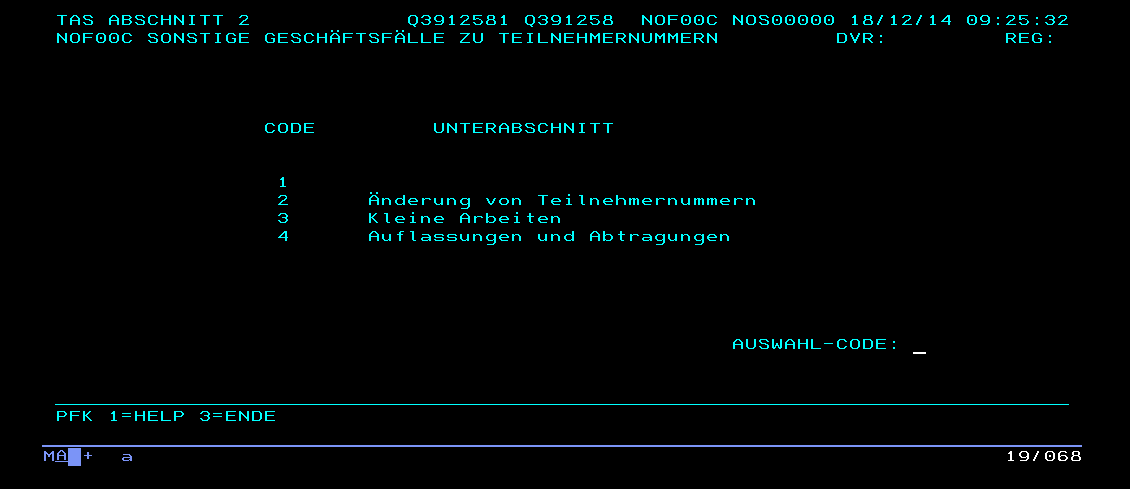 TAS ABSCHNITT 2 Q3912581 Q391258 NOF00C NOS00000 18/12/14 09:25:32
NOF00C SONSTIGE GESCHÄFTSFÄLLE ZU TEILNEHMERNUMMERN DVR: REG:
CODE UNTERABSCHNITT
1
2 Änderung von Teilnehmernummern
3 Kleine Arbeiten
4 Auflassungen und Abtragungen
AUSWAHL-CODE: _
PFK 1=HELP 3=ENDE
MA + a 19/068